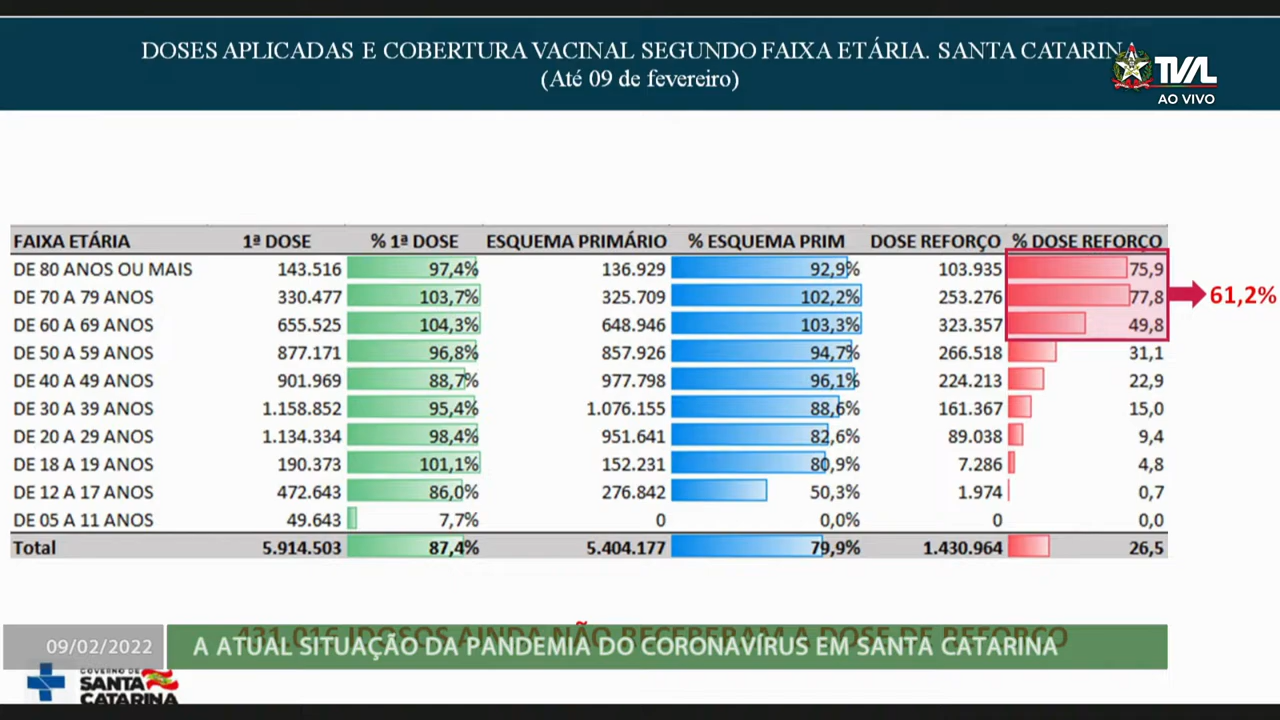 DOSES APLICADAS E COBERTURA VACINAL SEGUNDO FAIXA ETÁRIA. SANTA CATARINA
(Até 09 de fevereiro)
TVAL
AO VIVO
FAIXA ETÁRIA 1ª DOSE % 1ª DOSE ESQUEMA PRIMÁRIO % ESQUEMA PRIM DOSE REFORÇO % DOSE REFORÇO
DE 80 ANOS OU MAIS 143.516 97,4% 136.929 92,9% 103.935 75,9
DE 70 A 79 ANOS 330.477 103,7% 325.709 102,2% 253.276 77,8 61,2%
DE 60 A 69 ANOS 655.525 104,3% 648.946 103,3% 323.357 49,8
DE 50 A 59 ANOS 877.171 96,8% 857.926 94,7% 266.518 31,1
DE 40 A 49 ANOS 901.969 88,7% 977.798 96,1% 224.213 22,9
DE 30 A 39 ANOS 1.158.852 95,4% 1.076.155 88,6% 161.367 15,0
DE 20 A 29 ANOS 1.134.334 98,4% 951.641 82,6% 89.038 9,4
DE 18 A 19 ANOS 190.373 101,1% 152.231 80,9% 7.286 4,8
DE 12 A 17 ANOS 472.643 86,0% 276.842 50,3% 1.974 0,7
DE 05 A 11 ANOS 49.643 7,7% 0 0,0% 0 0,0
Total 5.914.503 87,4% 5.404.177 79,9% 1.430.964 26,5
431.016 IDOSOS AINDA NÃO RECEBERAM A DOSE DE REFORÇO
09/02/2022 A ATUAL SITUAÇÃO DA PANDEMIA DO CORONAVÍRUS EM SANTA CATARINA
GOVERNO DE
SANTA
CATARINA